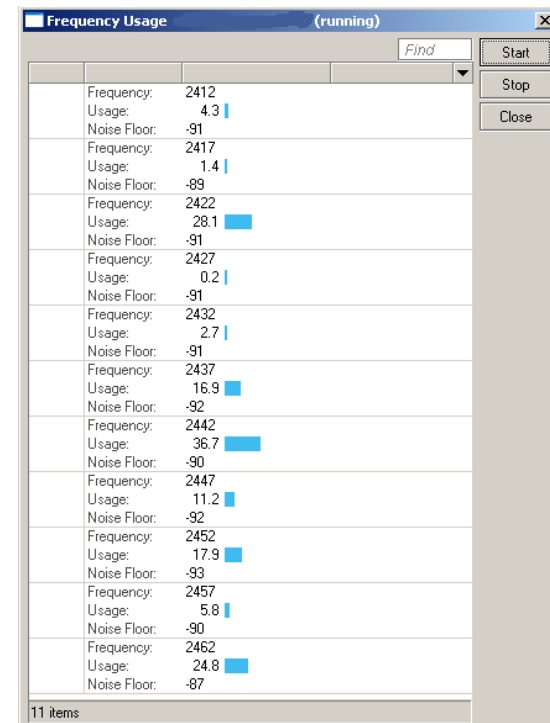 Frequency Usage (running)
Find
Start
Stop
Close
Frequency: 2412
Usage: 4.3
Noise Floor: -91
Frequency: 2417
Usage: 1.4
Noise Floor: -89
Frequency: 2422
Usage: 28.1
Noise Floor: -91
Frequency: 2427
Usage: 0.2
Noise Floor: -91
Frequency: 2432
Usage: 2.7
Noise Floor: -91
Frequency: 2437
Usage: 16.9
Noise Floor: -92
Frequency: 2442
Usage: 36.7
Noise Floor: -90
Frequency: 2447
Usage: 11.2
Noise Floor: -92
Frequency: 2452
Usage: 17.9
Noise Floor: -93
Frequency: 2457
Usage: 5.8
Noise Floor: -90
Frequency: 2462
Usage: 24.8
Noise Floor: -87
11 items